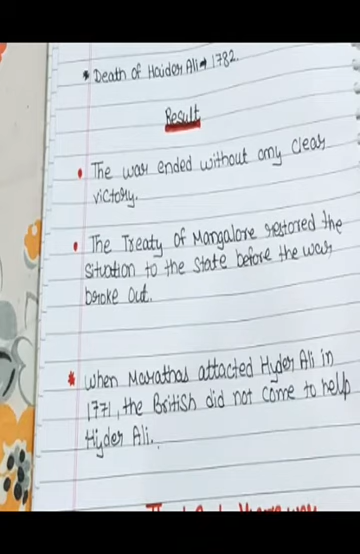 * Death of Haider Ali → 1782.
Result
• The war ended without any clear
victory.
• The Treaty of Mangalore restored the
situation to the state before the war
broke out.
* When Marathas attacted Hyder Ali in
1771, the British did not come to help
Hyder Ali.